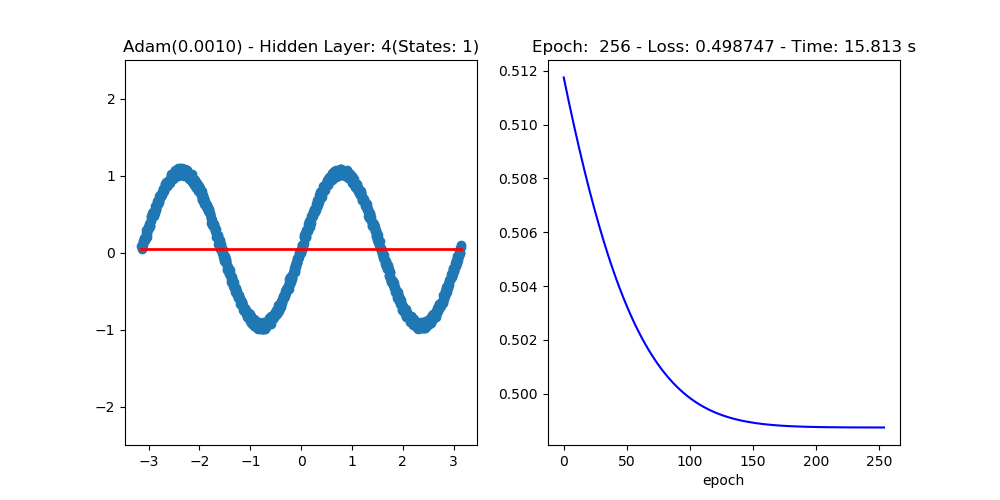 Adam(0.0010) - Hidden Layer: 4(States: 1)
2
1
0
−1
−2
−3 −2 −1 0 1 2 3
Epoch:  256 - Loss: 0.498747 - Time: 15.813 s
0.512
0.510
0.508
0.506
0.504
0.502
0.500
0 50 100 150 200 250
epoch